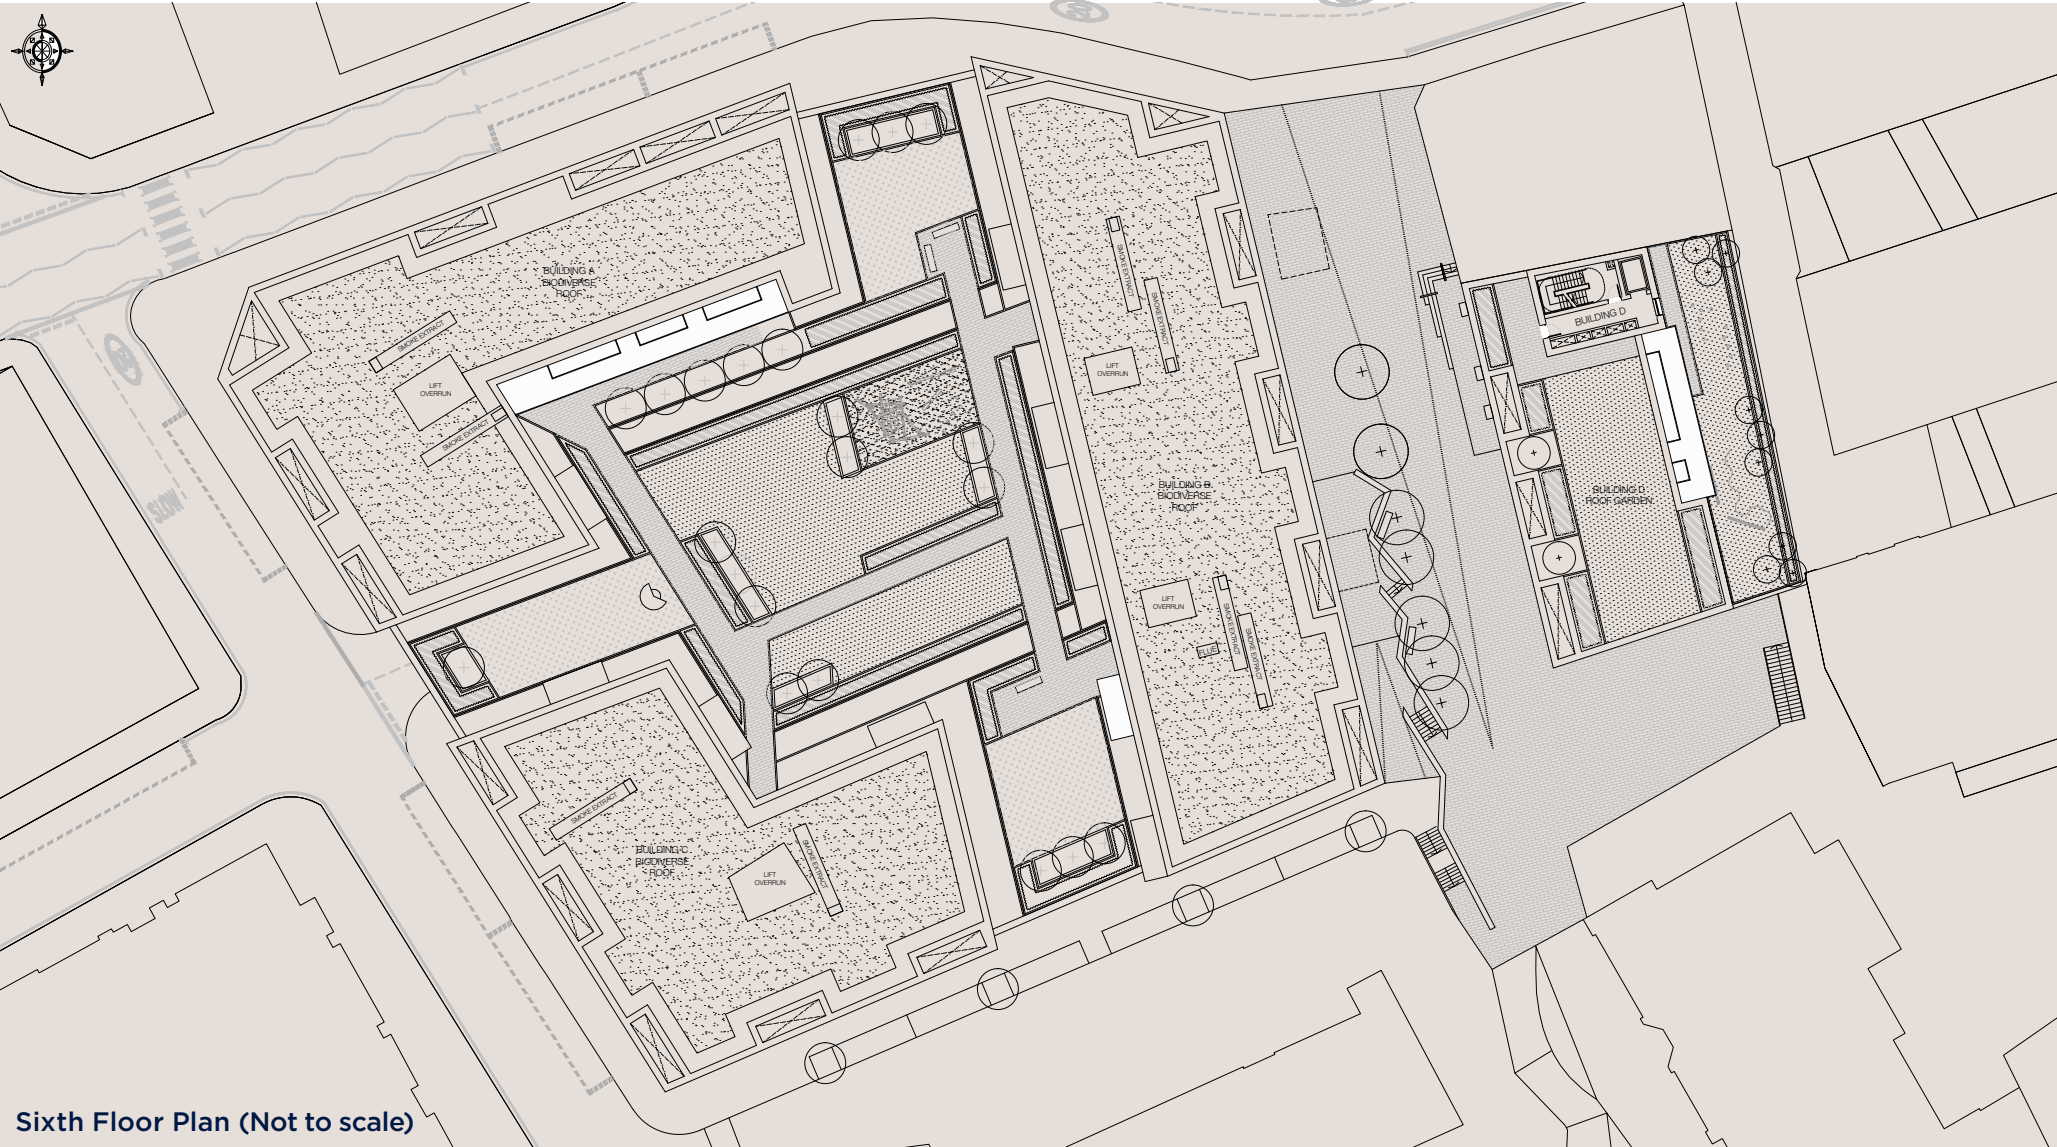 BUILDING A
BIODIVERSE
ROOF
SMOKE EXTRACT
LIFT
OVERRUN
SMOKE EXTRACT
SMOKE EXTRACT
SMOKE EXTRACT
LIFT
OVERRUN
BUILDING B
BIODIVERSE
ROOF
LIFT
OVERRUN
SMOKE EXTRACT
SMOKE EXTRACT
FLUE
BUILDING D
BUILDING D
ROOF GARDEN
SLOW
SMOKE EXTRACT
BUILDING C
BIODIVERSE
ROOF
LIFT
OVERRUN
SMOKE EXTRACT
Sixth Floor Plan (Not to scale)